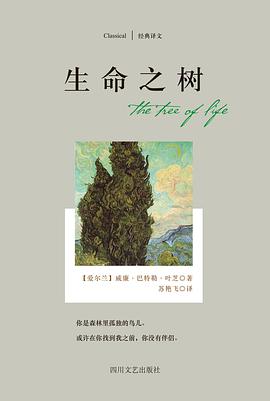 Classical | 经典译文
生命之树
the tree of life
【爱尔兰】威廉·巴特勒·叶芝◎著
苏艳飞◎译
你是森林里孤独的鸟儿。
或许在你找到我之前，你没有伴侣。
四川文艺出版社